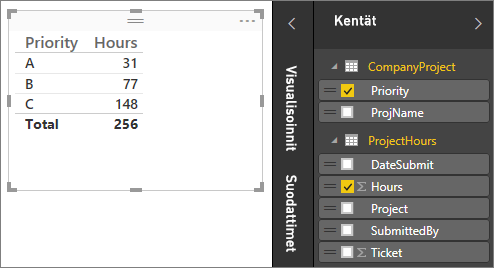 Priority Hours
A 31
B 77
C 148
Total 256
Visualisoinnit
Suodattimet
Kentät
CompanyProject
Priority
ProjName
ProjectHours
DateSubmit
Σ Hours
Project
SubmittedBy
Σ Ticket